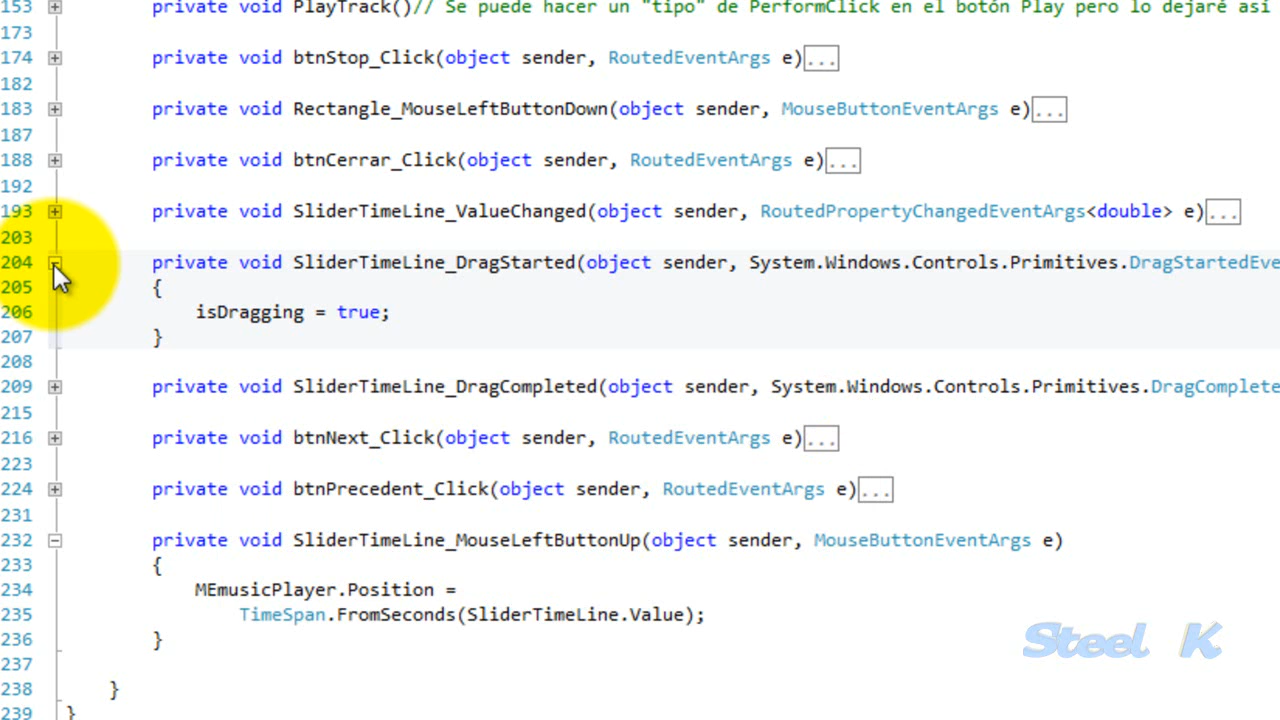 153 private void PlayTrack()// Se puede hacer un "tipo" de PerformClick en el botón Play pero lo dejaré así
173
174 private void btnStop_Click(object sender, RoutedEventArgs e)...
182
183 private void Rectangle_MouseLeftButtonDown(object sender, MouseButtonEventArgs e)...
187
188 private void btnCerrar_Click(object sender, RoutedEventArgs e)...
192
193 private void SliderTimeLine_ValueChanged(object sender, RoutedPropertyChangedEventArgs<double> e)...
203
204 private void SliderTimeLine_DragStarted(object sender, System.Windows.Controls.Primitives.DragStartedEve
205 {
206 isDragging = true;
207 }
208
209 private void SliderTimeLine_DragCompleted(object sender, System.Windows.Controls.Primitives.DragComplete
215
216 private void btnNext_Click(object sender, RoutedEventArgs e)...
223
224 private void btnPrecedent_Click(object sender, RoutedEventArgs e)...
231
232 private void SliderTimeLine_MouseLeftButtonUp(object sender, MouseButtonEventArgs e)
233 {
234 MEmusicPlayer.Position =
235 TimeSpan.FromSeconds(SliderTimeLine.Value);
236 }
237
238 }
239 }
Steel K